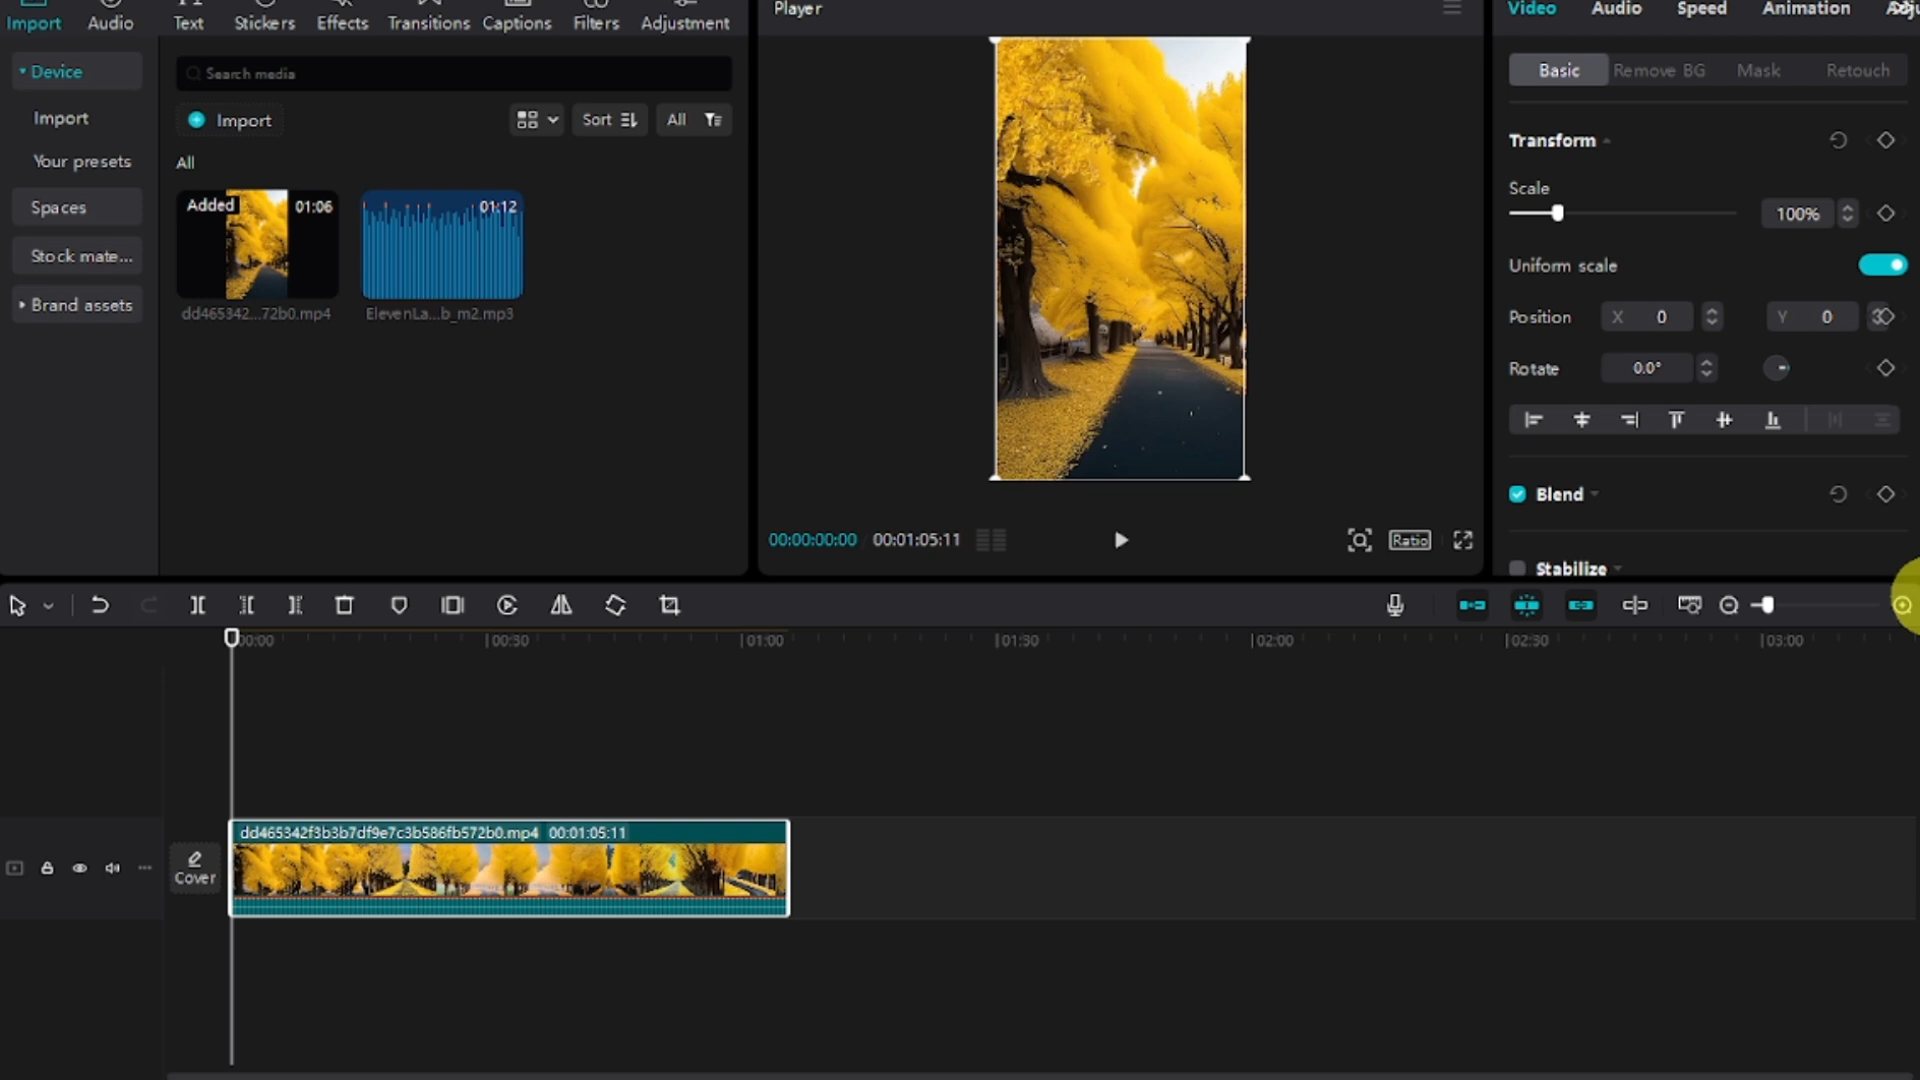 Import Audio Text Stickers Effects Transitions Captions Filters Adjustment
Device
Import
Your presets
Spaces
Stock mate...
Brand assets
Search media
Import
Sort
All
All
Added
01:06
01:12
dd465342...72b0.mp4
ElevenLa...b_m2.mp3
Player
00:00:00:00 00:01:05:11
Ratio
Video Audio Speed Animation
Basic Remove BG Mask Retouch
Transform
Scale
100%
Uniform scale
Position X 0 Y 0
Rotate 0.0°
Blend
Stabilize
00:00 00:30 01:00 01:30 02:00 02:30 03:00
dd465342f3b3b7df9e7c3b586fb572b0.mp4 00:01:05:11
Cover